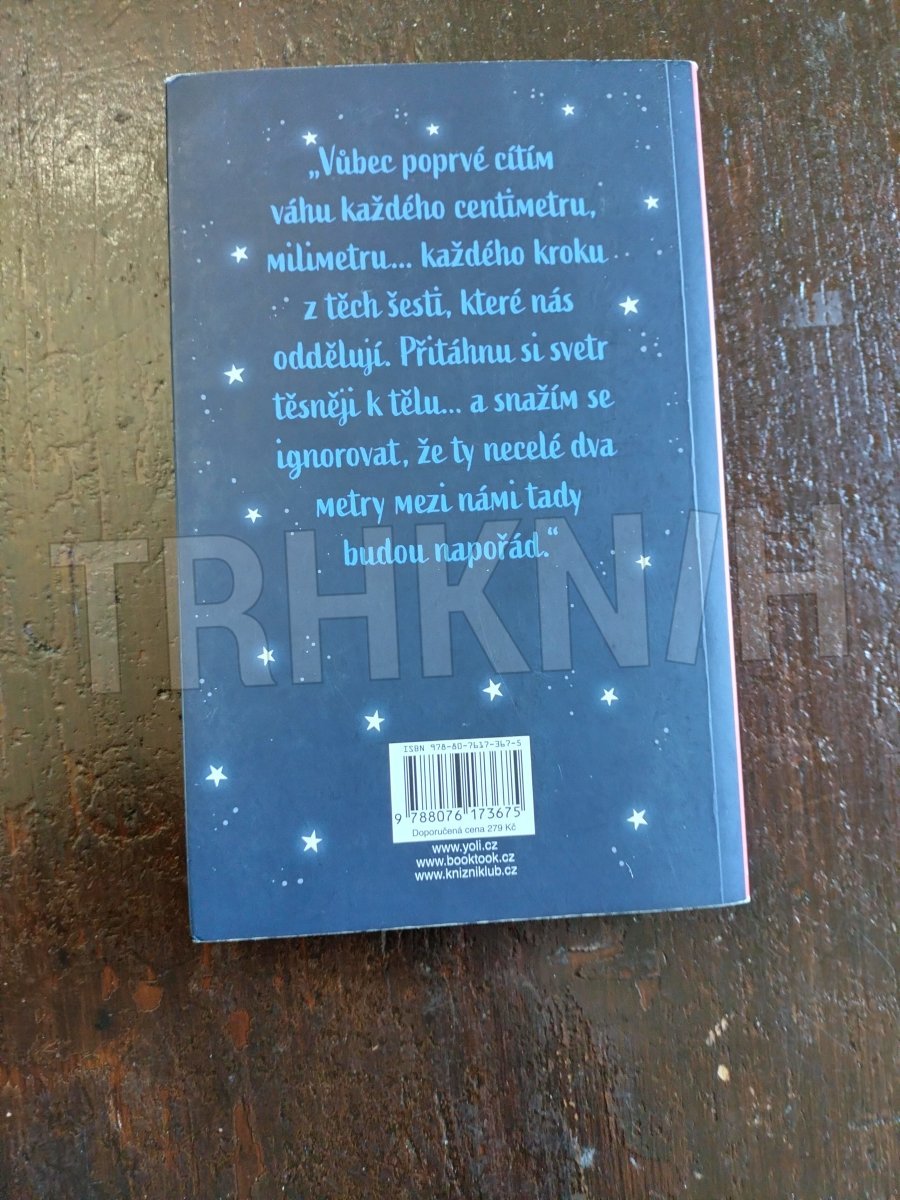 „Vůbec poprvé cítím
váhu každého centimetru,
milimetru... každého kroku
z těch šesti, které nás
oddělují. Přitáhnu si svetr
těsněji k tělu... a snažím se
ignorovat, že ty necelé dva
metry mezi námi tady
budou napořád.“
TRHKNIH
ISBN 978-80-7617-367-5
9 788076 173675
Doporučená cena 279 Kč
www.yoli.cz
www.booktook.cz
www.knizniklub.cz